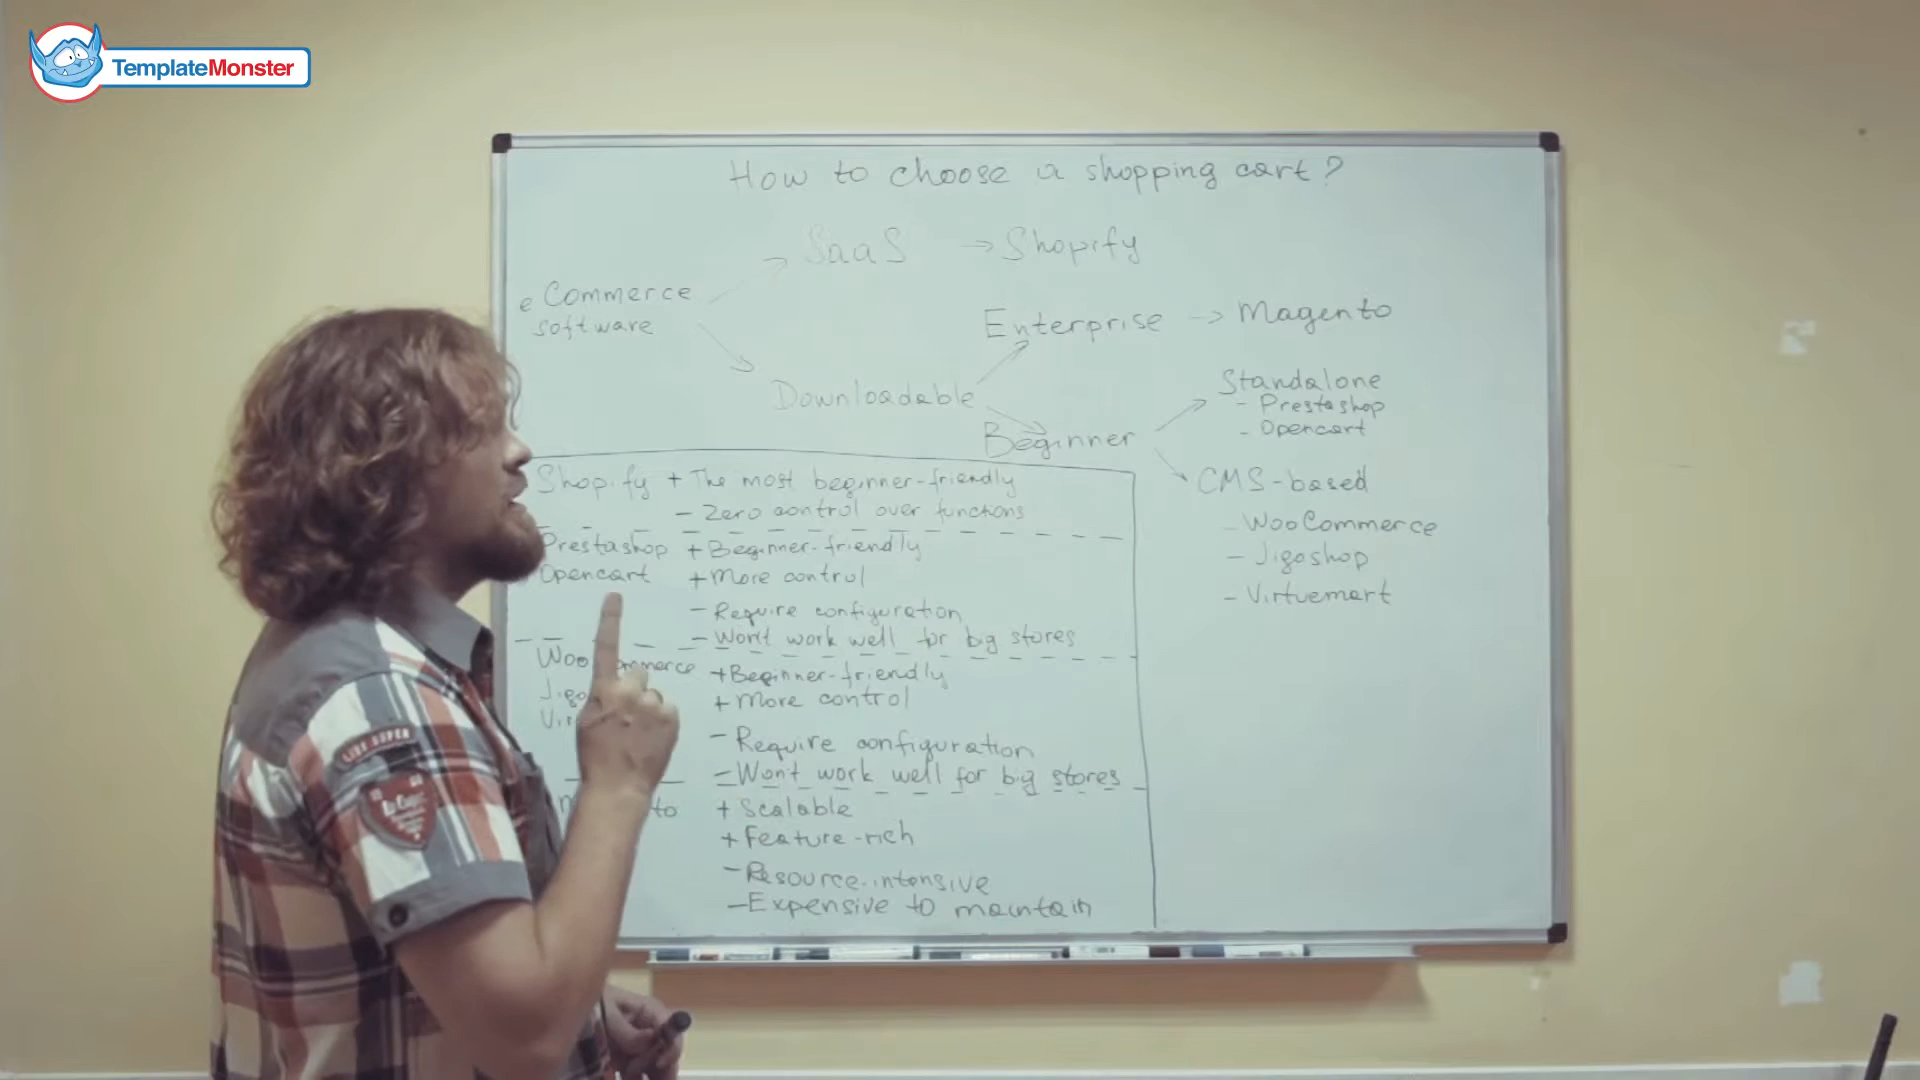 TemplateMonster
How to choose a shopping cart?
SaaS → Shopify
eCommerce
software
Enterprise → Magento
Downloadable
Beginner
Standalone
- Prestashop
- Opencart
CMS-based
- WooCommerce
- Jigoshop
- Virtuemart
Shopify + The most beginner-friendly
- Zero control over functions
Prestashop + Beginner-friendly
Opencart + More control
- Require configuration
- Won't work well for big stores
+ Beginner-friendly
+ More control
- Require configuration
- Won't work well for big stores
+ Scalable
+ Feature-rich
- Resource-intensive
- Expensive to maintain